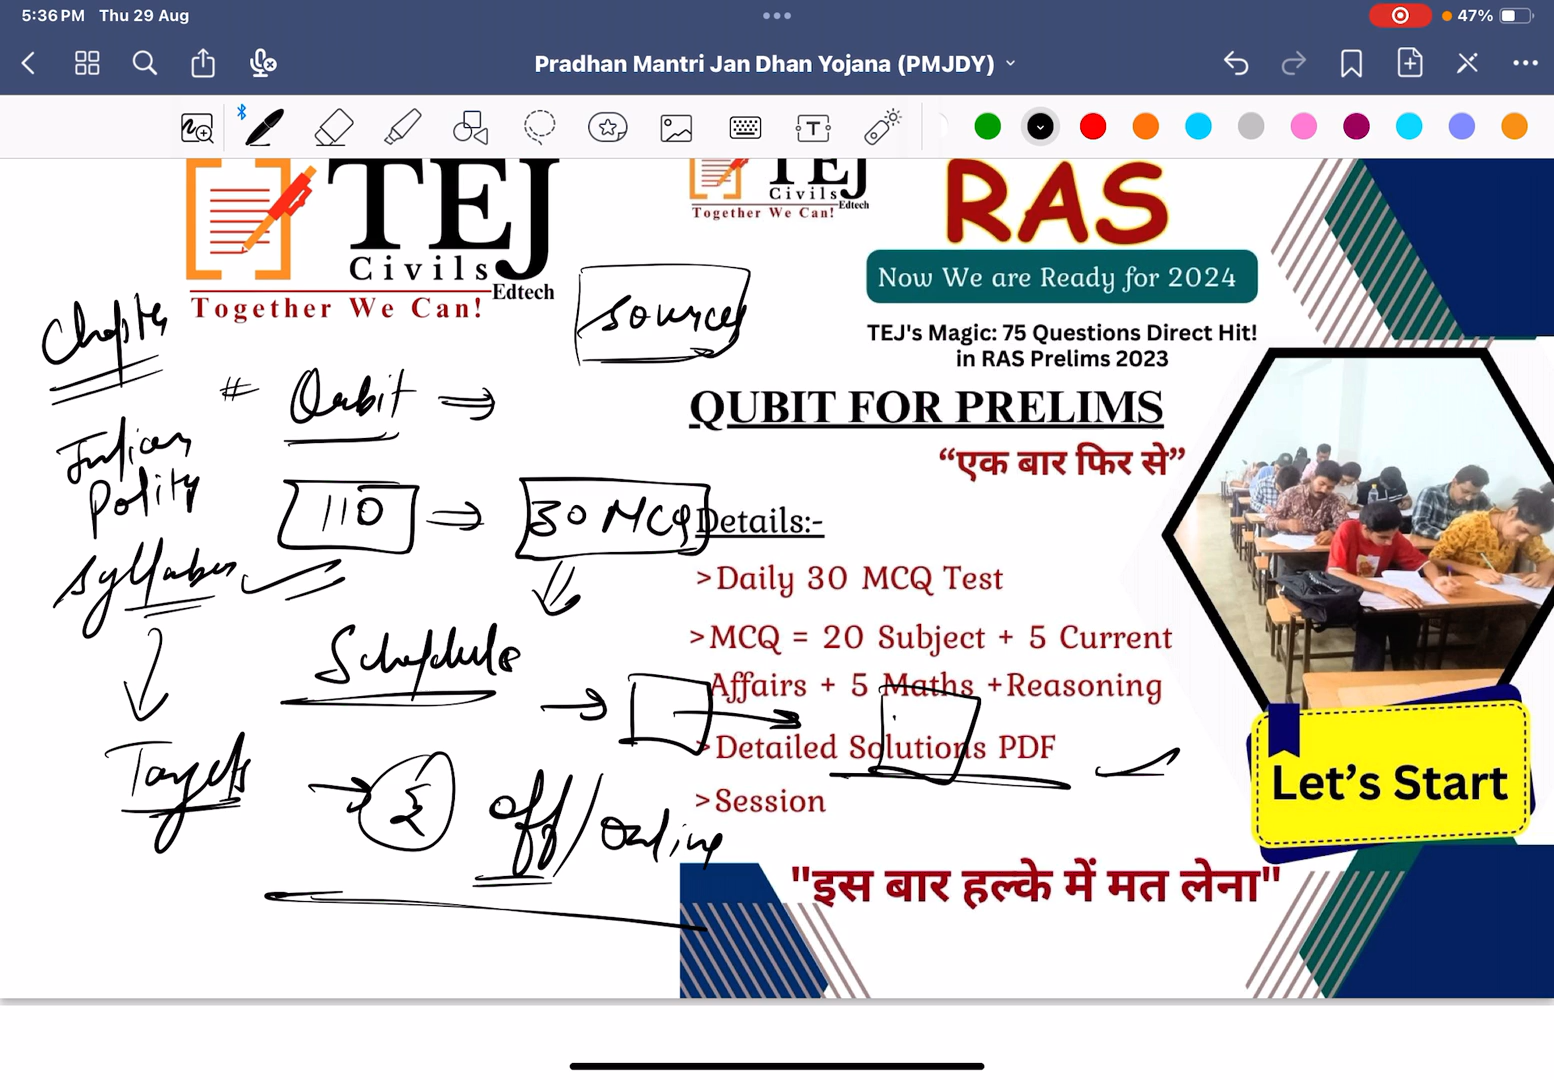 5:36 PM Thu 29 Aug
47%
Pradhan Mantri Jan Dhan Yojana (PMJDY)
TEJ
Civils
Edtech
Together We Can!
TEJ
Civils
Edtech
Together We Can!
RAS
Now We are Ready for 2024
TEJ's Magic: 75 Questions Direct Hit!
in RAS Prelims 2023
QUBIT FOR PRELIMS
“एक बार फिर से”
Details:-
>Daily 30 MCQ Test
>MCQ = 20 Subject + 5 Current
Affairs + 5 Maths +Reasoning
>Detailed Solutions PDF
>Session
"इस बार हल्के में मत लेना"
Let’s Start
Sources
# Qubit ⇒
110 ⇒ 30 MCQ
Schedule
off/Online
Indian
Polity
Syllabus
Targets